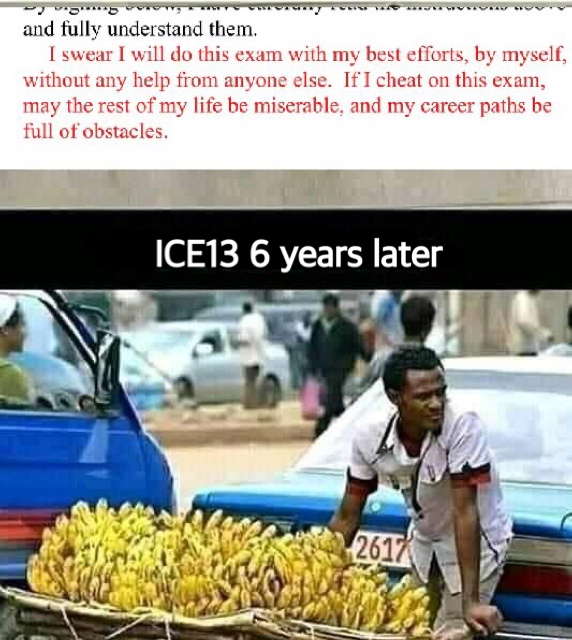 and fully understand them.
I swear I will do this exam with my best efforts, by myself,
without any help from anyone else. If I cheat on this exam,
may the rest of my life be miserable, and my career paths be
full of obstacles.
ICE13 6 years later
2617